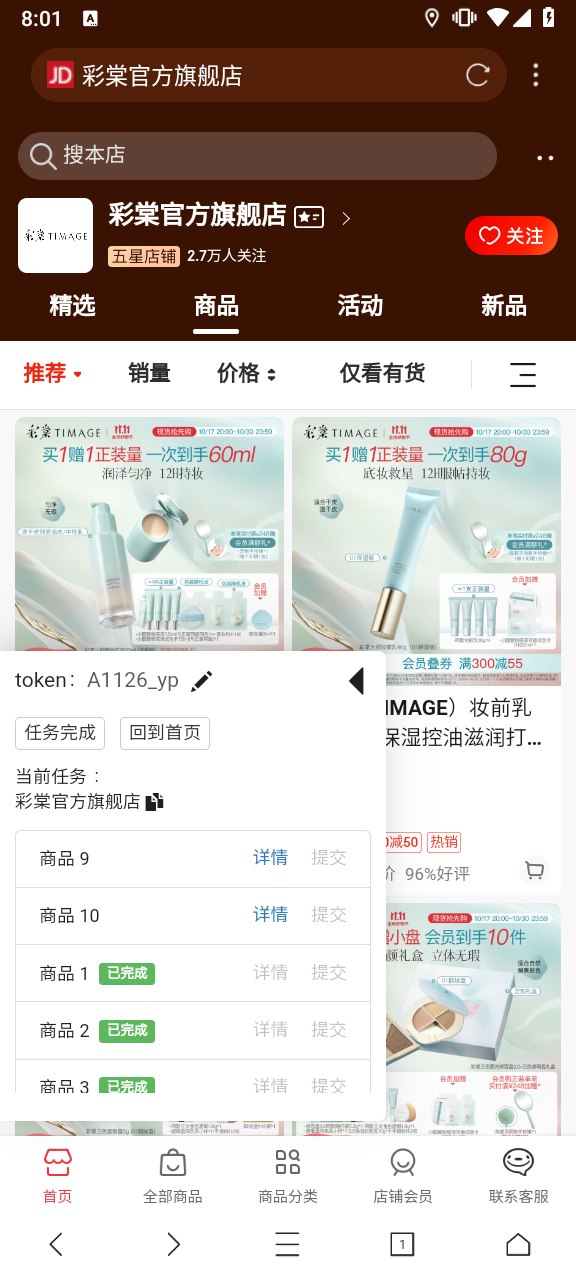 8:01
A
JD 彩棠官方旗舰店
搜本店
彩棠 TIMAGE
彩棠官方旗舰店
五星店铺 2.7万人关注
关注
精选 商品 活动 新品
推荐 销量 价格 仅看有货
彩棠 TIMAGE 11.11 现货抢先购 10/17 20:00-10/30 23:59
买1赠1正装量 一次到手60ml
润泽匀净 12H持妆
会员加赠
彩棠 TIMAGE 11.11 现货抢先购 10/17 20:00-10/30 23:59
买1赠1正装量 一次到手80g
底妆救星 12H服帖持妆
会员加赠
会员叠券 满300减55
IMAGE）妆前乳
保湿控油滋润打...
减50 热销
96%好评
token： A1126_yp
任务完成 回到首页
当前任务：
彩棠官方旗舰店
商品 9 详情 提交
商品 10 详情 提交
商品 1 已完成 详情 提交
商品 2 已完成 详情 提交
商品 3 已完成 详情 提交
11.11 现货抢先购 10/17 20:00-10/30 23:59
小盘 会员到手10件
颜礼盒 立体无瑕
会员加赠
首页 全部商品 商品分类 店铺会员 联系客服
1